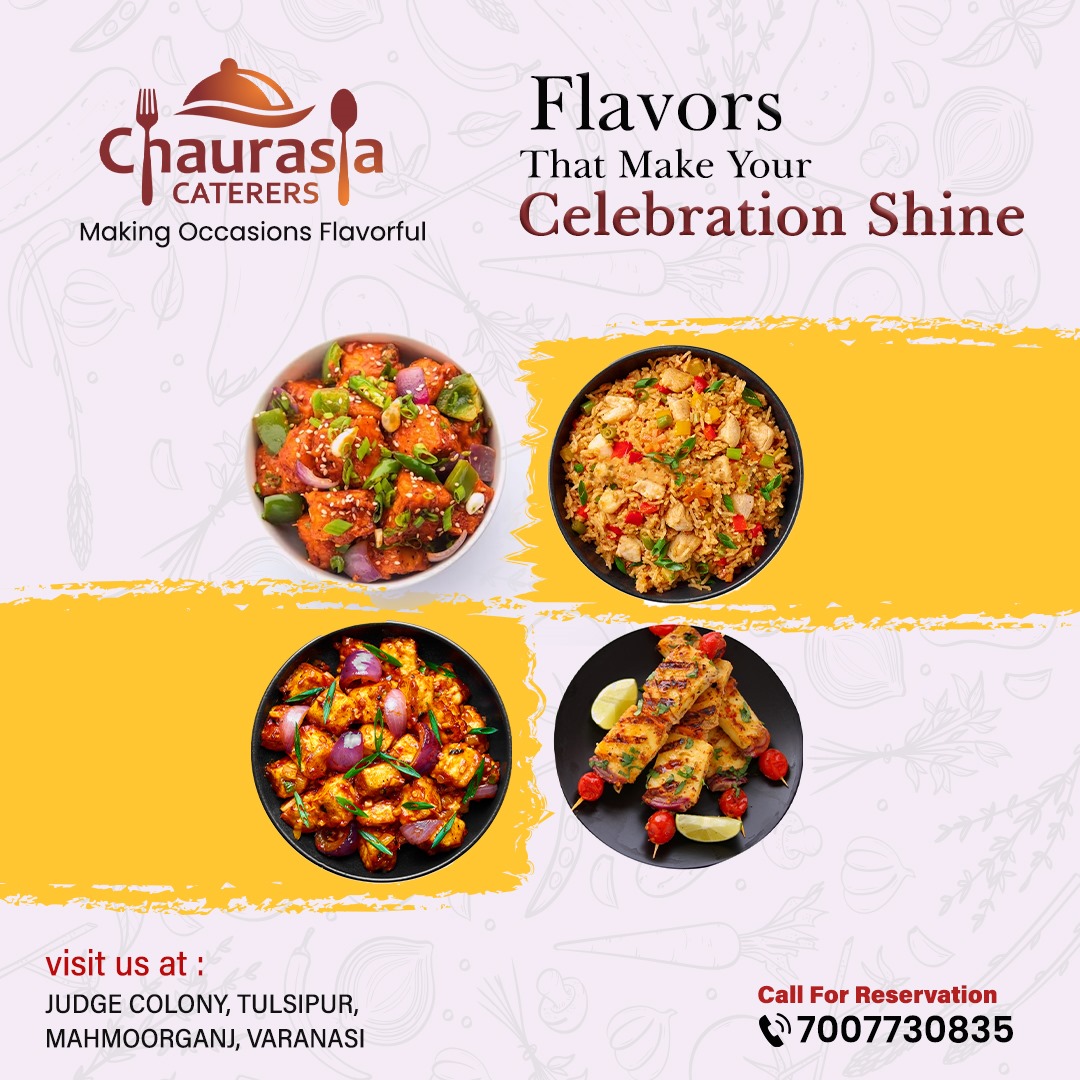 Chaurasia
CATERERS
Making Occasions Flavorful
Flavors
That Make Your
Celebration Shine
visit us at :
JUDGE COLONY, TULSIPUR,
MAHMOORGANJ, VARANASI
Call For Reservation
7007730835